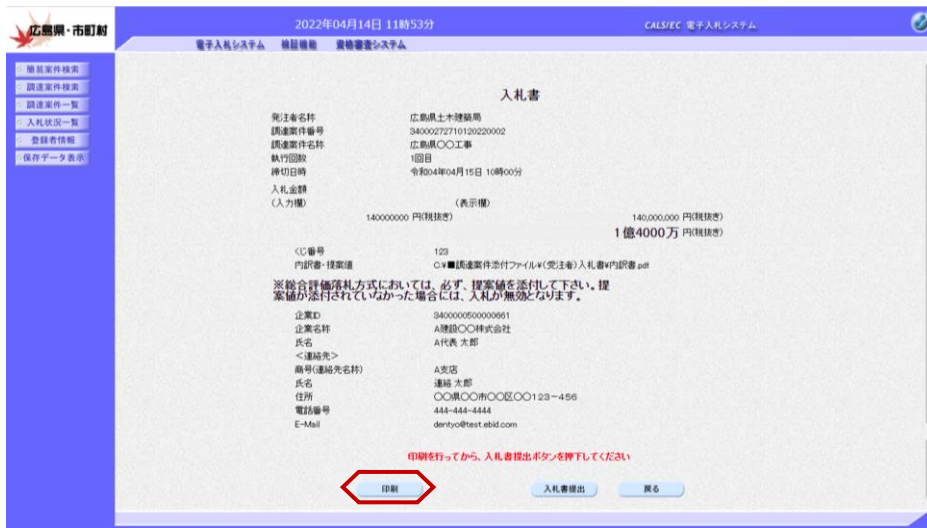 広島県・市町村
2022年04月14日 11時53分
CALS/EC 電子入札システム
電子入札システム 検証機能 資格審査システム
簡易案件検索
調達案件検索
調達案件一覧
入札状況一覧
登録者情報
保存データ表示
入札書
発注者名称 広島県土木建築局
調達案件番号 34000272710120220002
調達案件名称 広島県〇〇工事
執行回数 1回目
締切日時 令和04年04月15日 10時00分
入札金額
(入力欄) (表示欄)
140000000 円(税抜き) 140,000,000 円(税抜き)
1億4000万 円(税抜き)
くじ番号 123
内訳書・提案値 C:¥■調達案件添付ファイル¥(受注者)入札書¥内訳書.pdf
※総合評価落札方式においては、必ず、提案値を添付して下さい。提
案値が添付されていなかった場合には、入札が無効となります。
企業ID 3400000500000661
企業名称 A建設〇〇株式会社
氏名 A代表 太郎
<連絡先>
商号(連絡先名称) A支店
氏名 連絡 太郎
住所 〇〇県〇〇市〇〇区〇〇123-456
電話番号 444-444-4444
E-Mail dentyo@test.ebid.com
印刷を行ってから、入札書提出ボタンを押下してください
印刷 入札書提出 戻る